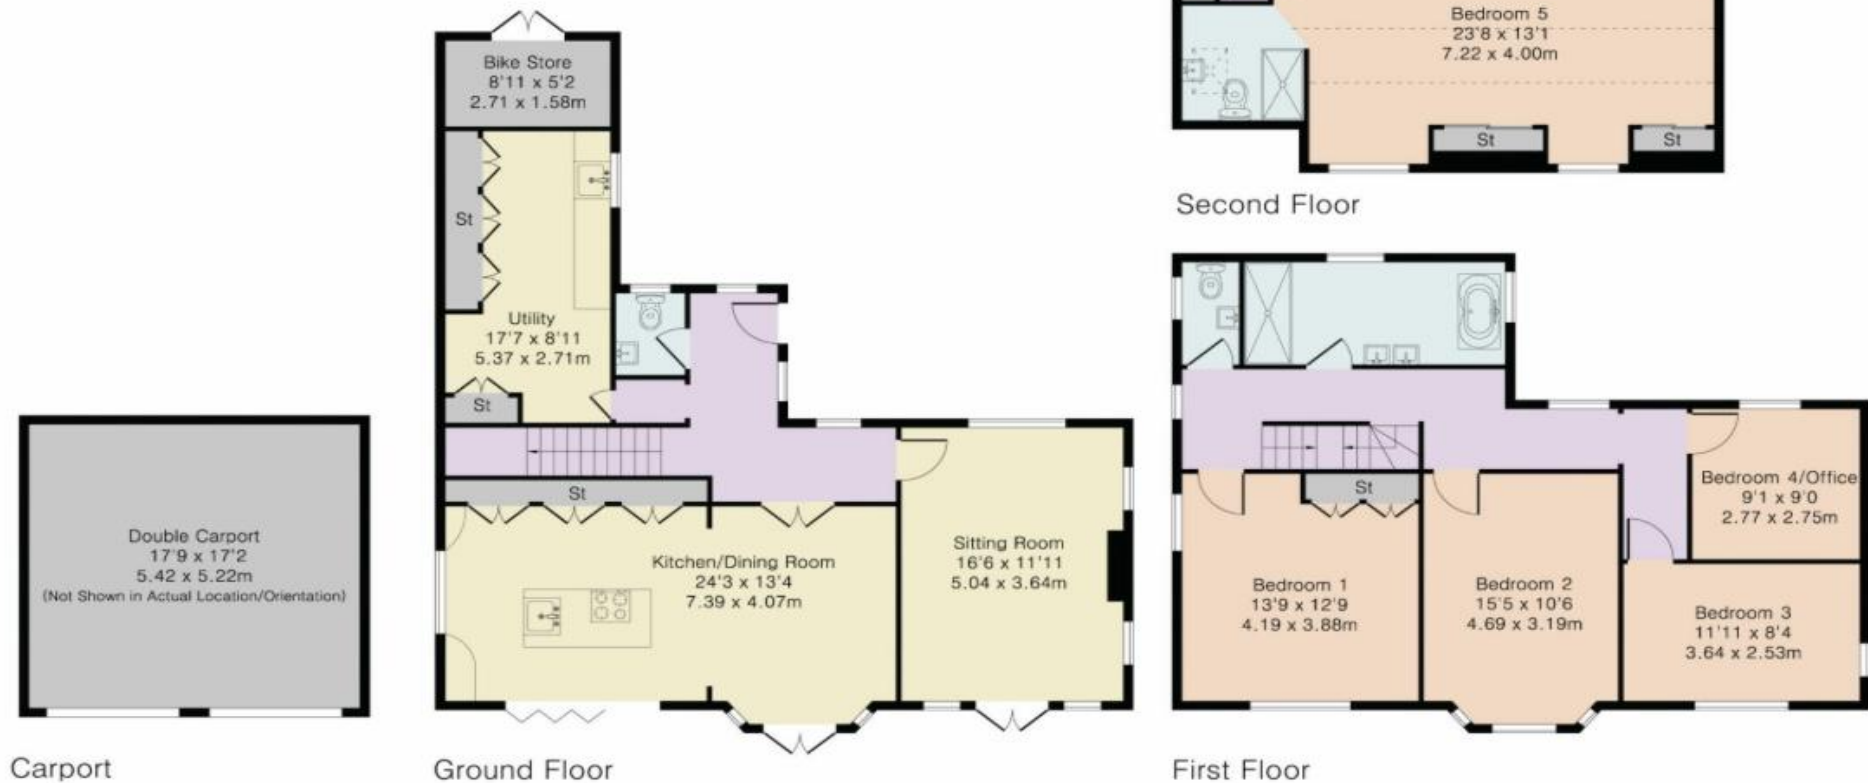 Bike Store
8'11 x 5'2
2.71 x 1.58m
St
Utility
17'7 x 8'11
5.37 x 2.71m
St
St
Kitchen/Dining Room
24'3 x 13'4
7.39 x 4.07m
Sitting Room
16'6 x 11'11
5.04 x 3.64m
Double Carport
17'9 x 17'2
5.42 x 5.22m
(Not Shown in Actual Location/Orientation)
Carport
Ground Floor
Bedroom 5
23'8 x 13'1
7.22 x 4.00m
St
St
Second Floor
St
Bedroom 1
13'9 x 12'9
4.19 x 3.88m
Bedroom 2
15'5 x 10'6
4.69 x 3.19m
Bedroom 4/Office
9'1 x 9'0
2.77 x 2.75m
Bedroom 3
11'11 x 8'4
3.64 x 2.53m
First Floor